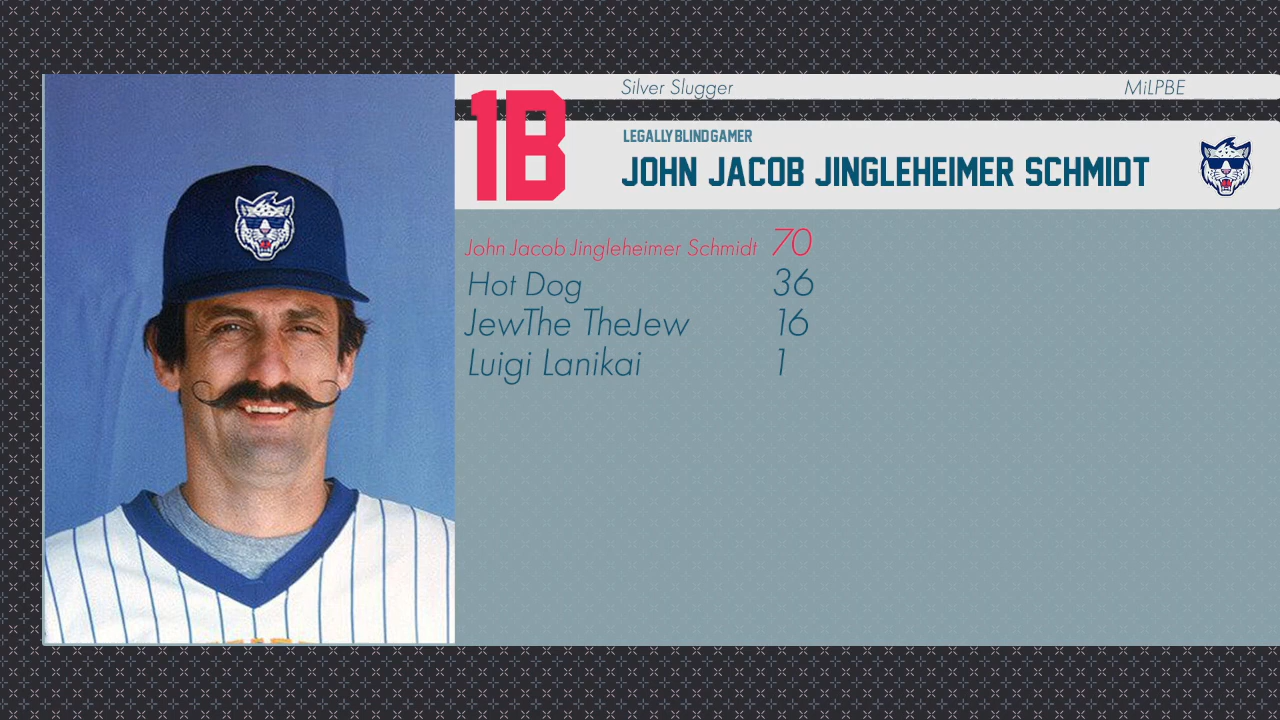 Silver Slugger MiLPBE
1B
LEGALLYBLINDGAMER
JOHN JACOB JINGLEHEIMER SCHMIDT
John Jacob Jingleheimer Schmidt 70
Hot Dog 36
JewThe TheJew 16
Luigi Lanikai 1